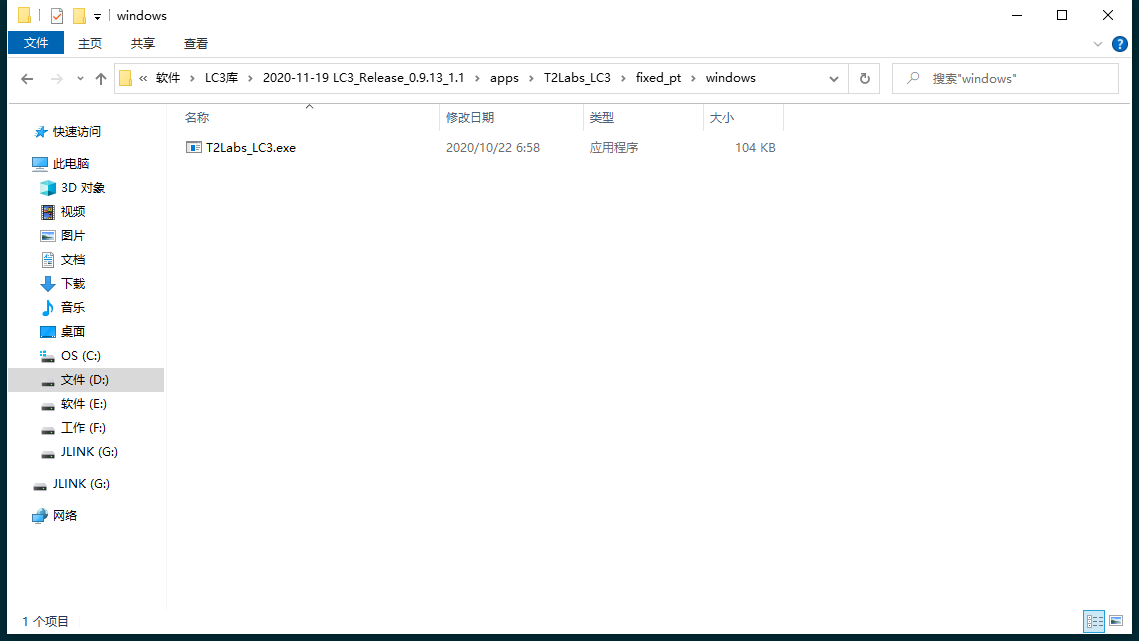 windows
文件 主页 共享 查看
« 软件 › LC3库 › 2020-11-19 LC3_Release_0.9.13_1.1 › apps › T2Labs_LC3 › fixed_pt › windows
搜索"windows"
名称 修改日期 类型 大小
T2Labs_LC3.exe 2020/10/22 6:58 应用程序 104 KB
快速访问
此电脑
3D 对象
视频
图片
文档
下载
音乐
桌面
OS (C:)
文件 (D:)
软件 (E:)
工作 (F:)
JLINK (G:)
JLINK (G:)
网络
1 个项目